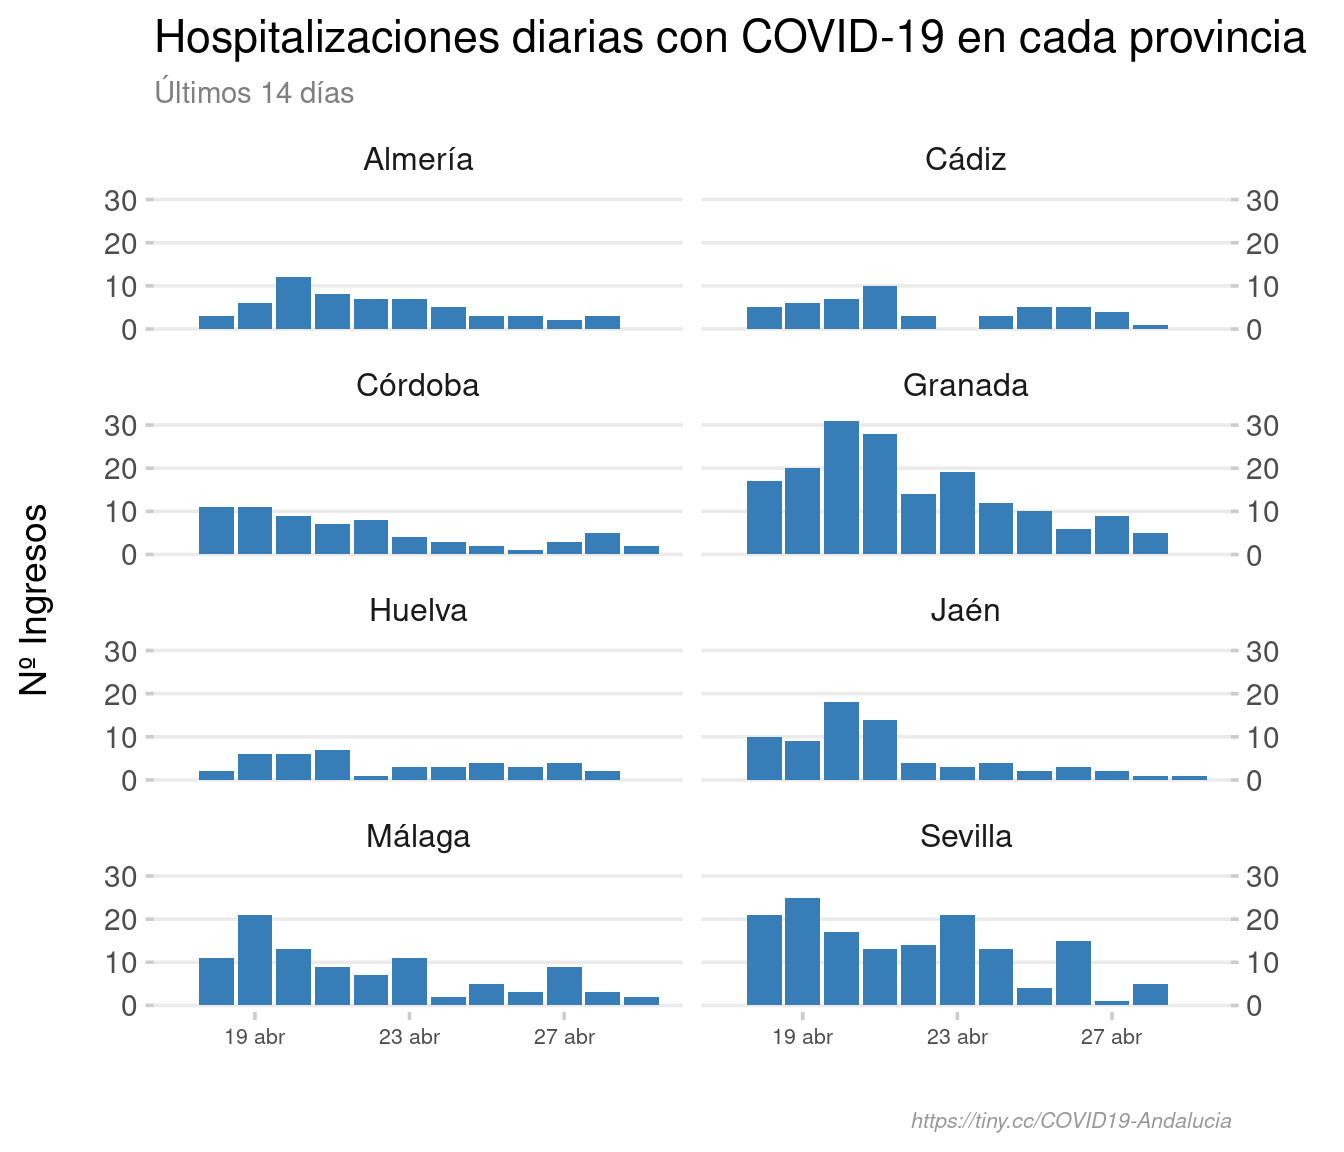 Hospitalizaciones diarias con COVID-19 en cada provincia
Últimos 14 días
Almería
Cádiz
30
20
10
0
30
20
10
0
Córdoba
Granada
30
20
10
0
30
20
10
0
Huelva
Jaén
30
20
10
0
30
20
10
0
Málaga
Sevilla
30
20
10
0
30
20
10
0
19 abr 23 abr 27 abr
19 abr 23 abr 27 abr
Nº Ingresos
https://tiny.cc/COVID19-Andalucia